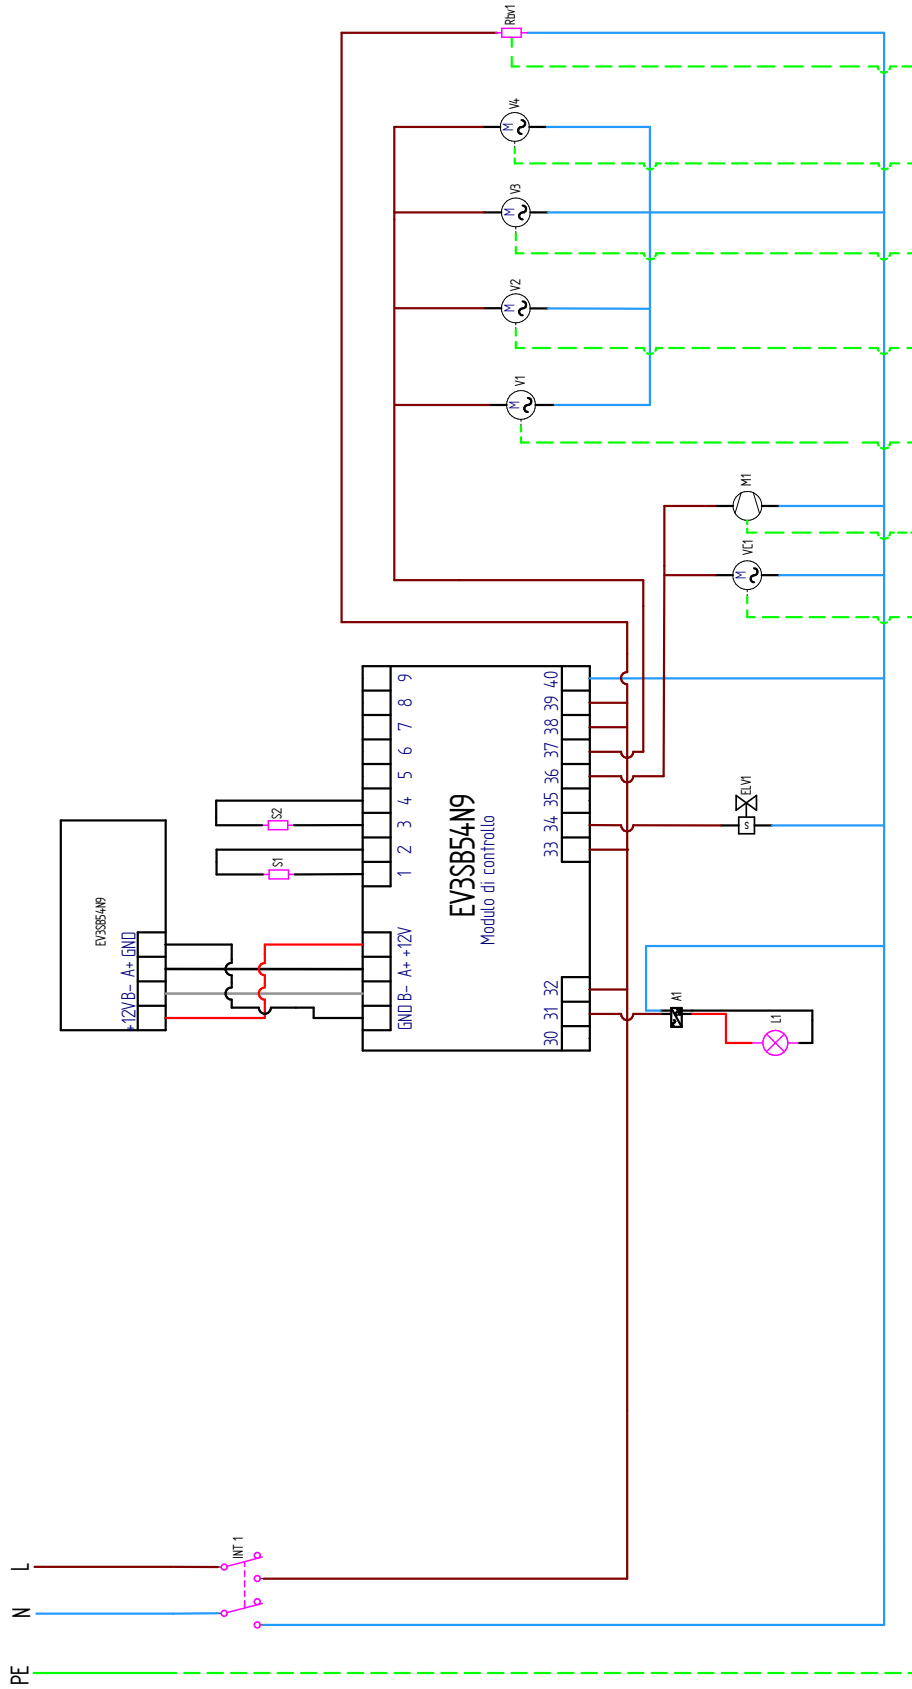 PE
N
L
INT 1
EV3SB54N9
+12V B- A+ GND
GND B- A+ +12V
1 2 3 4 5 6 7 8 9
S1
S2
EV3SB54N9
Modulo di controllo
30 31 32
33 34 35 36 37 38 39 40
A1
L1
S
ELV1
M
VC1
M1
M
V1
M
V2
M
V3
M
V4
Rbv1